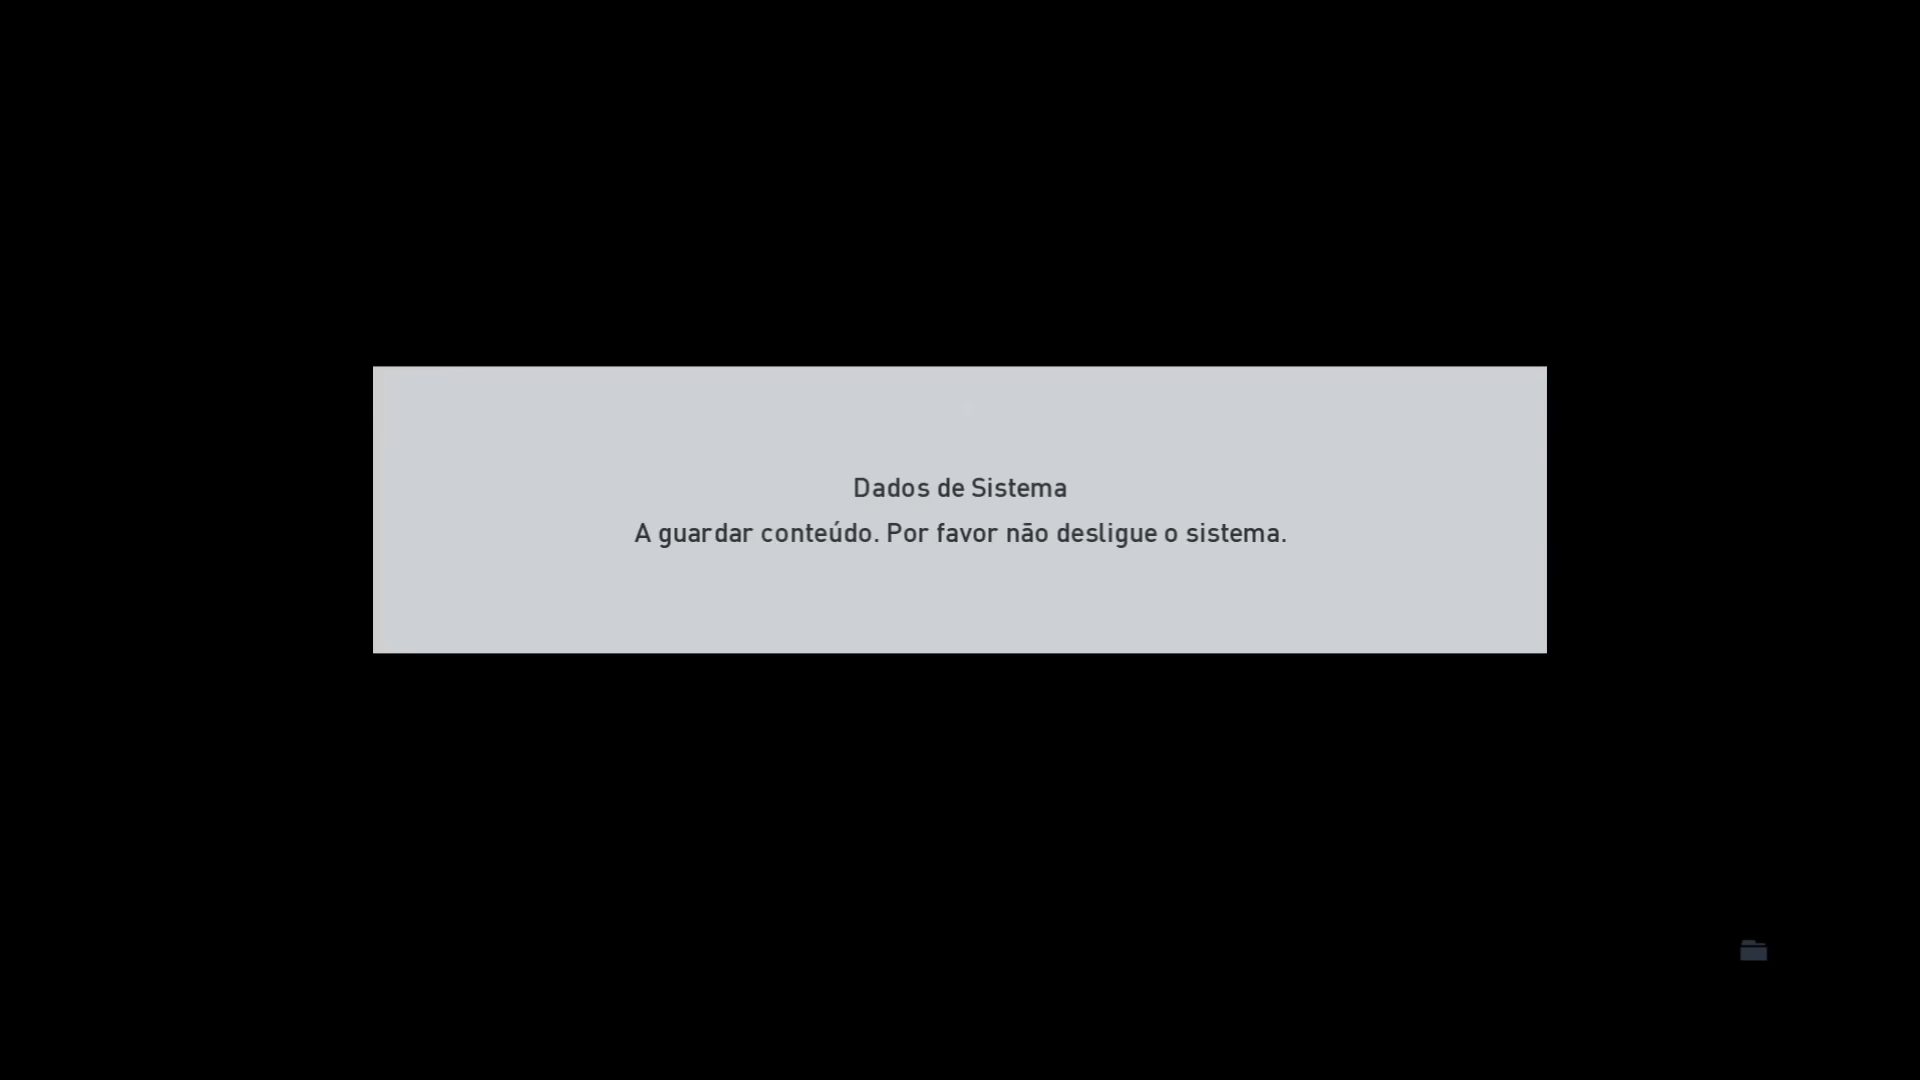 Dados de Sistema
A guardar conteúdo. Por favor não desligue o sistema.